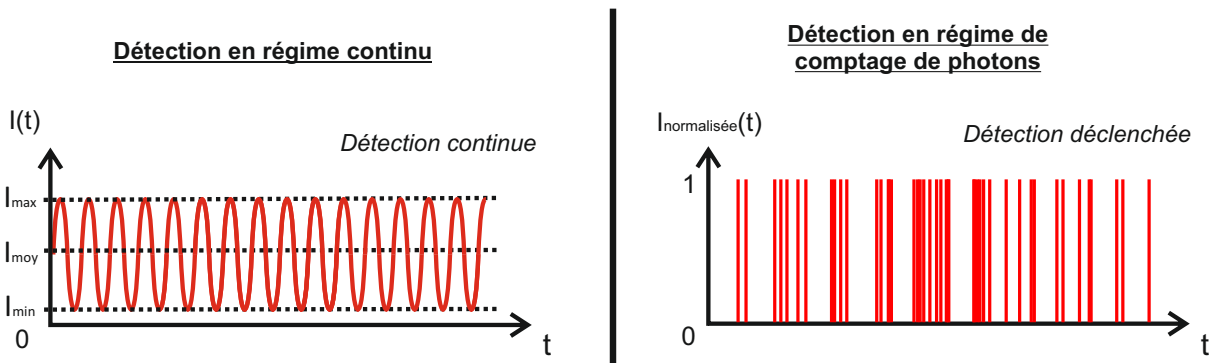 Détection en régime continu
I(t)
Détection continue
Imax
Imoy
Imin
0
t
Détection en régime de
comptage de photons
Inormalisée(t)
Détection déclenchée
1
0
t